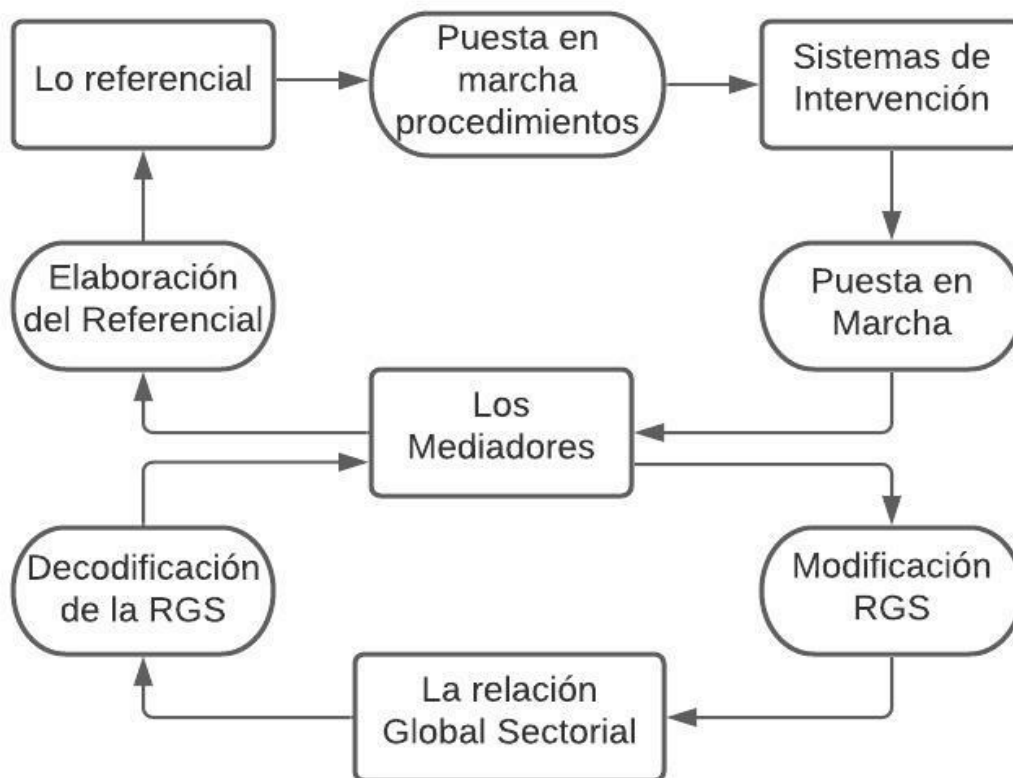 Lo referencial
Puesta en
marcha
procedimientos
Sistemas de
Intervención
Elaboración
del Referencial
Puesta en
Marcha
Los
Mediadores
Decodificación
de la RGS
Modificación
RGS
La relación
Global Sectorial